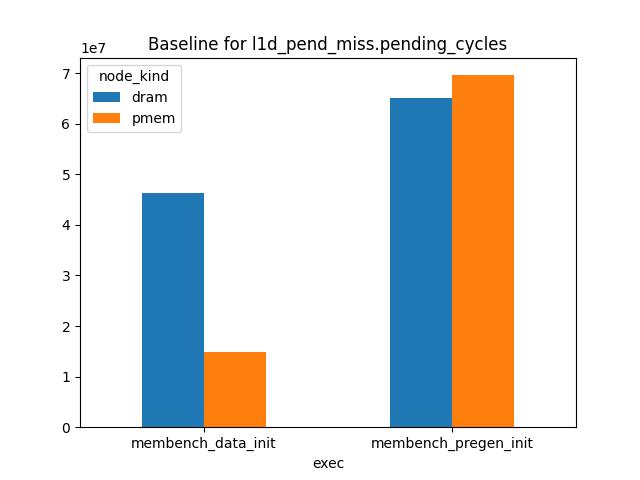 Baseline for l1d_pend_miss.pending_cycles
1e7
7
6
5
4
3
2
1
0
node_kind
dram
pmem
membench_data_init
membench_pregen_init
exec